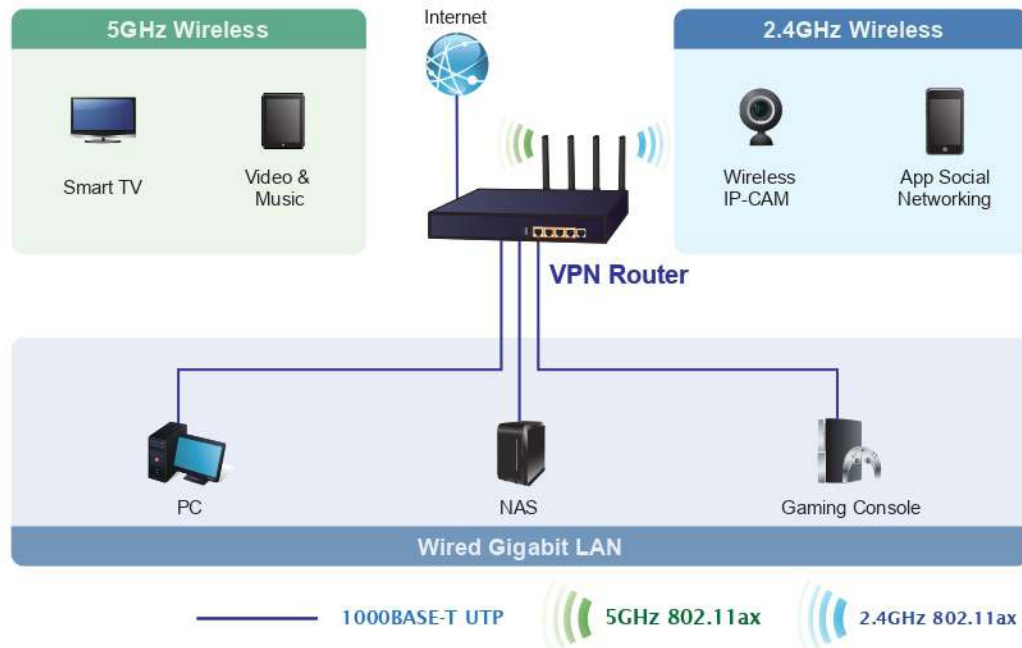 5GHz Wireless
Internet
2.4GHz Wireless
Smart TV
Video &
Music
Wireless
IP-CAM
App Social
Networking
VPN Router
PC
NAS
Gaming Console
Wired Gigabit LAN
1000BASE-T UTP
5GHz 802.11ax
2.4GHz 802.11ax